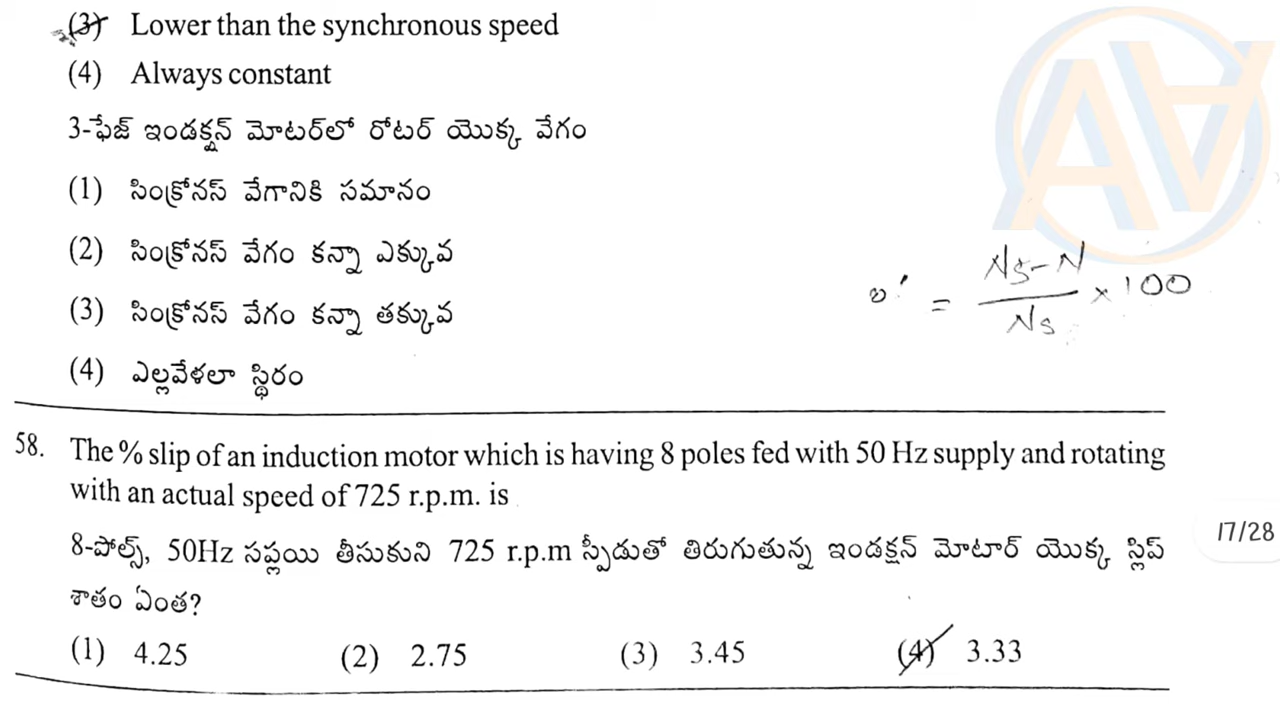 (3) Lower than the synchronous speed
(4) Always constant
3-ఫేజ్ ఇండక్షన్ మోటర్‌లో రోటర్ యొక్క వేగం
(1) సింక్రోనస్ వేగానికి సమానం
(2) సింక్రోనస్ వేగం కన్నా ఎక్కువ
(3) సింక్రోనస్ వేగం కన్నా తక్కువ
(4) ఎల్లవేళలా స్థిరం
= Ns-N / Ns × 100
58. The % slip of an induction motor which is having 8 poles fed with 50 Hz supply and rotating
with an actual speed of 725 r.p.m. is
8-పోల్స్, 50Hz సప్లయి తీసుకుని 725 r.p.m స్పీడుతో తిరుగుతున్న ఇండక్షన్ మోటార్ యొక్క స్లిప్
శాతం ఏంత?
17/28
(1) 4.25 (2) 2.75 (3) 3.45 (4) 3.33